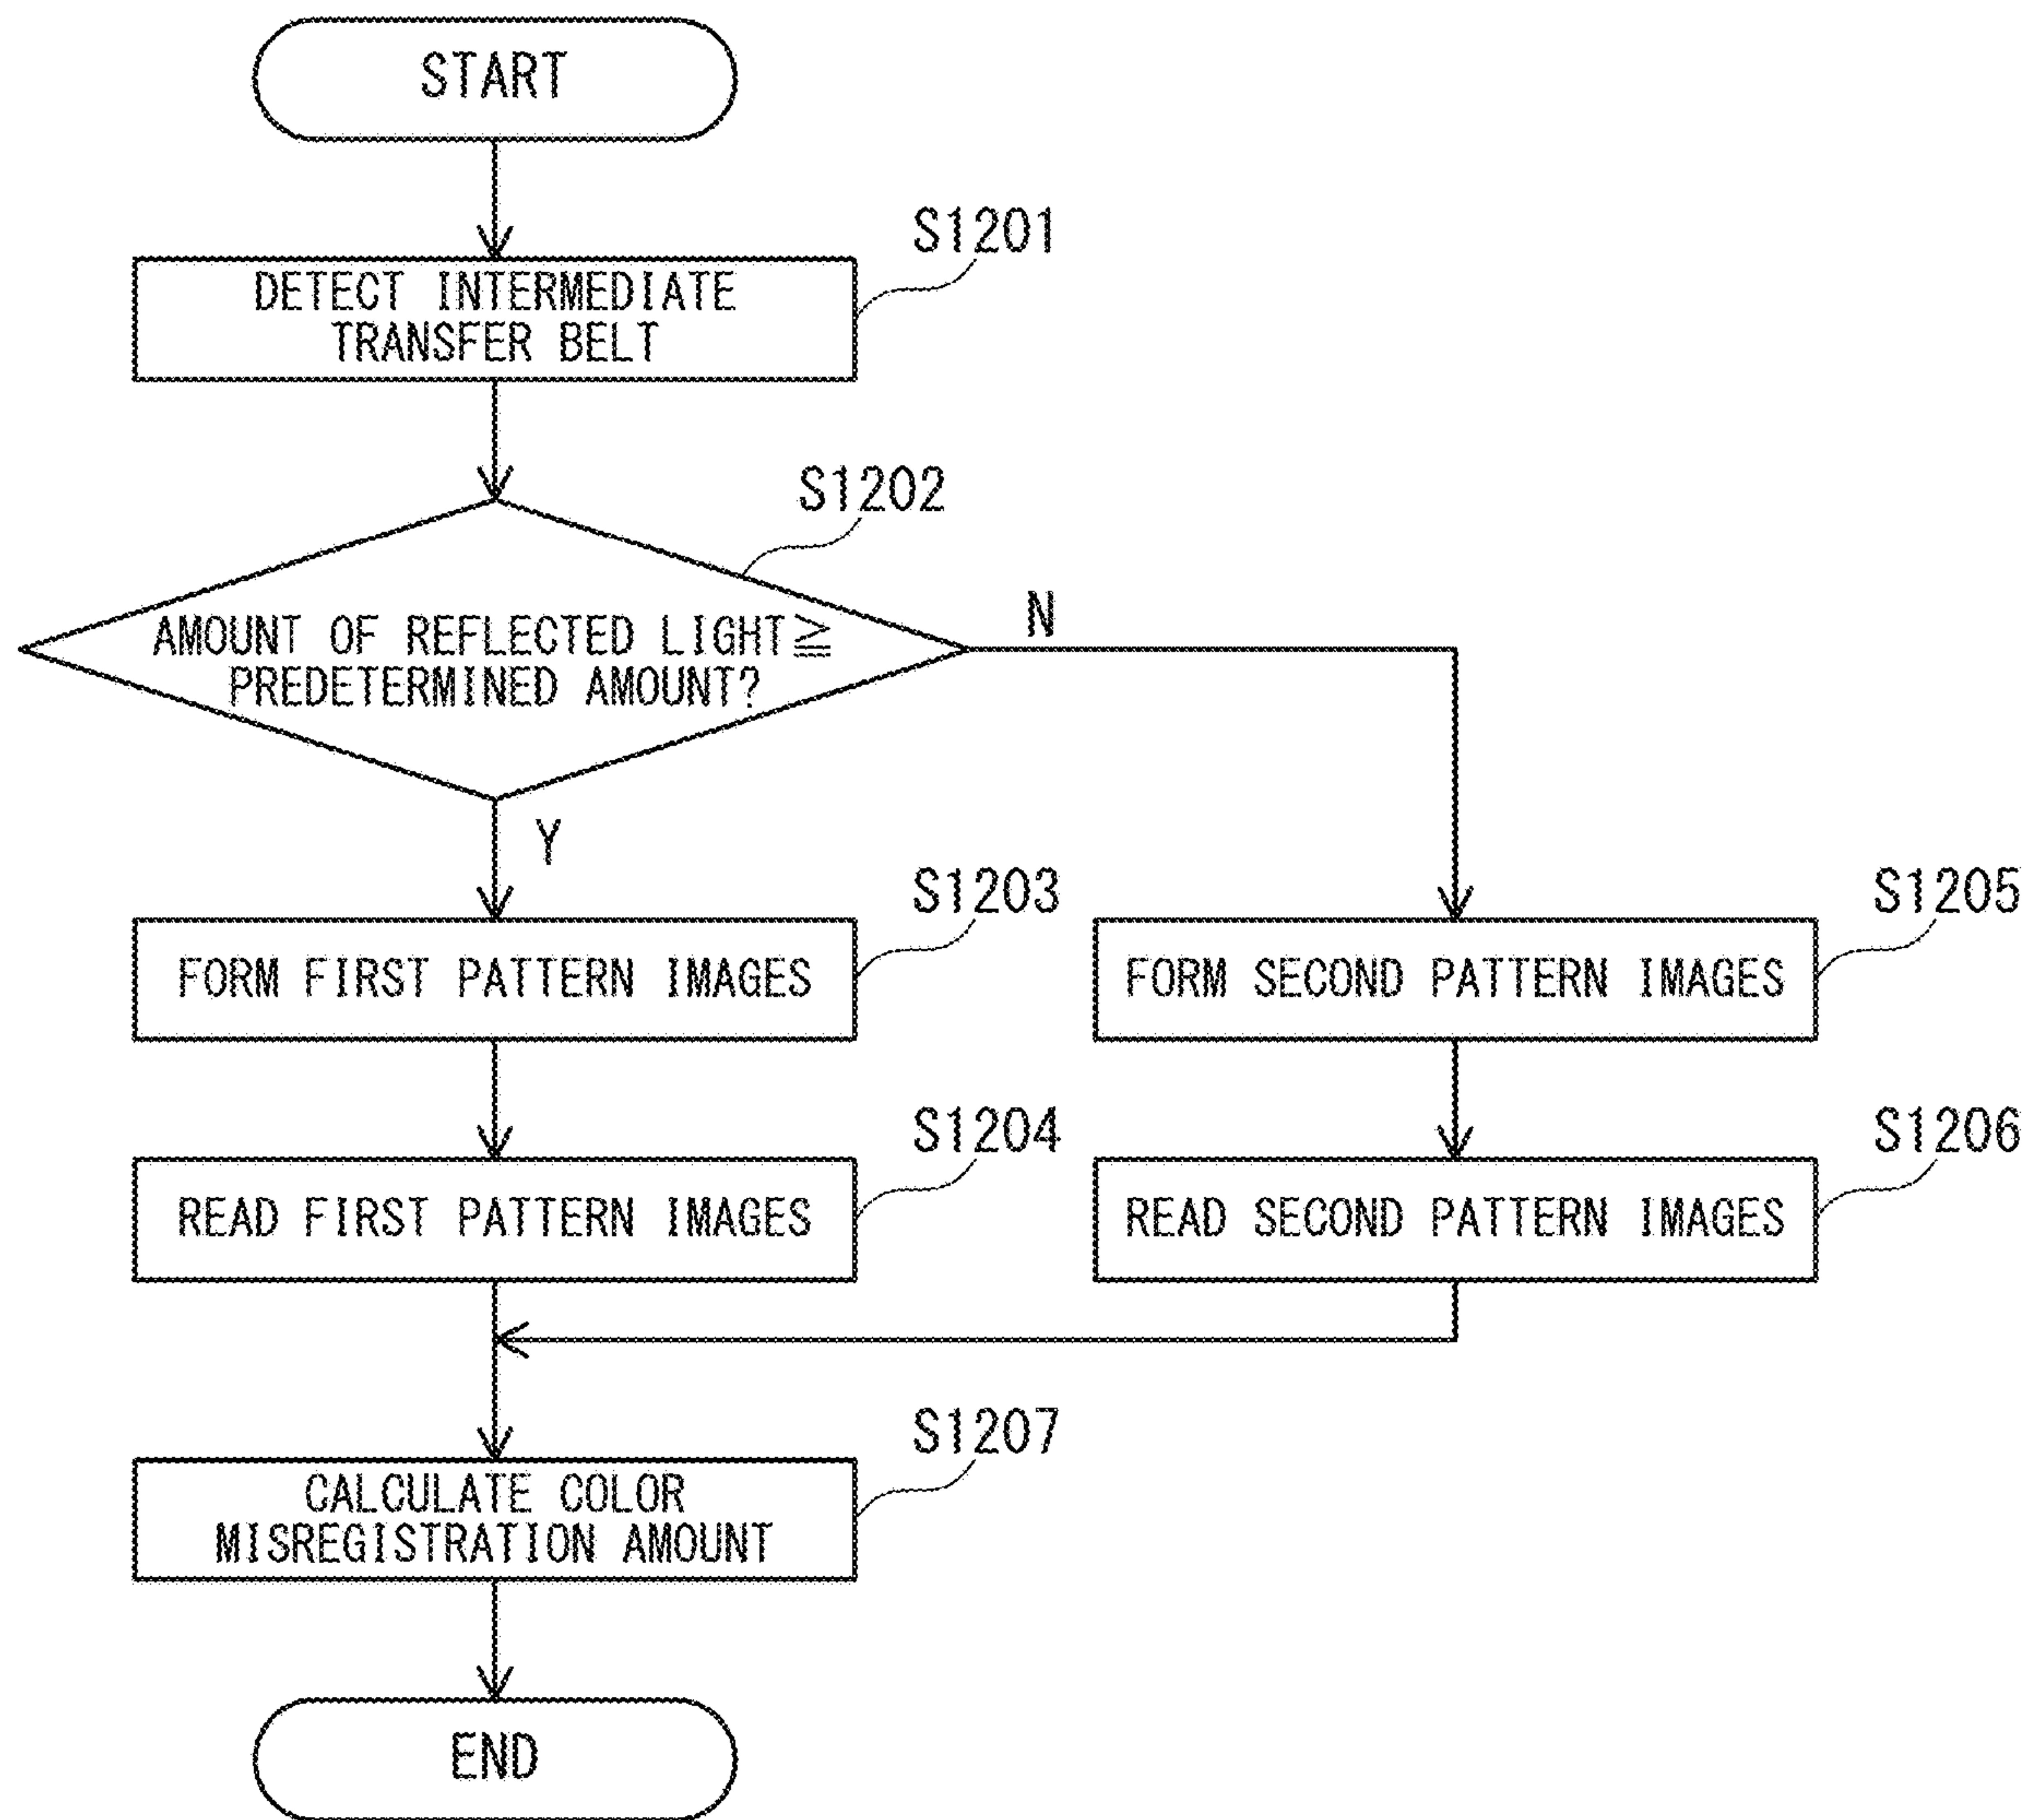 START
S1201
DETECT INTERMEDIATE
TRANSFER BELT
S1202
AMOUNT OF REFLECTED LIGHT≧
PREDETERMINED AMOUNT?
N
Y
S1203
FORM FIRST PATTERN IMAGES
S1205
FORM SECOND PATTERN IMAGES
S1204
READ FIRST PATTERN IMAGES
S1206
READ SECOND PATTERN IMAGES
S1207
CALCULATE COLOR
MISREGISTRATION AMOUNT
END